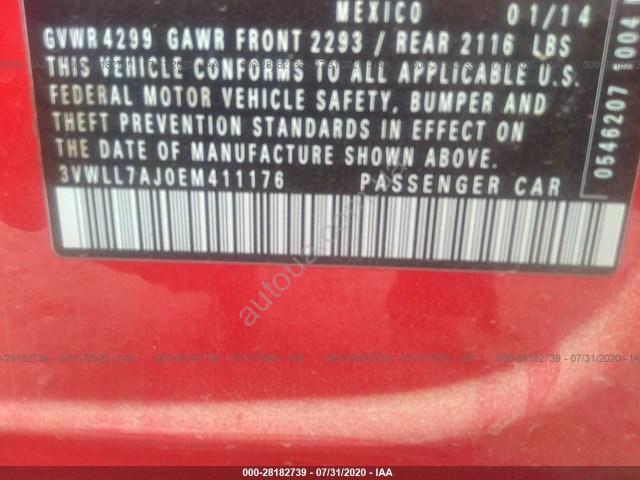 MEXICO 01/14
GVWR 4299 GAWR FRONT 2293 / REAR 2116 LBS
THIS VEHICLE CONFORMS TO ALL APPLICABLE U.S.
FEDERAL MOTOR VEHICLE SAFETY, BUMPER AND
THEFT PREVENTION STANDARDS IN EFFECT ON
THE DATE OF MANUFACTURE SHOWN ABOVE.
3VWLL7AJ0EM411176 PASSENGER CAR
0546207 1004
000-28182739 - 07/31/2020 - IAA